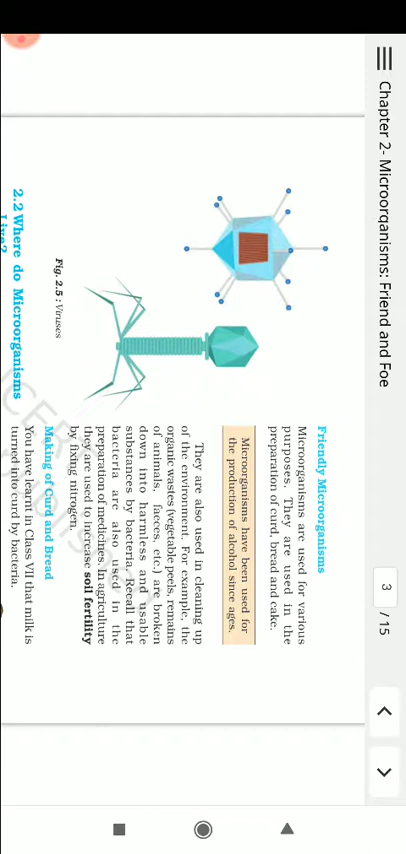 Chapter 2- Microorganisms: Friend and Foe
3 / 15
Fig. 2.5 : Viruses
2.2 Where do Microorganisms
Live?
Friendly Microorganisms
Microorganisms are used for various
purposes. They are used in the
preparation of curd, bread and cake.
Microorganisms have been used for
the production of alcohol since ages.
They are also used in cleaning up
of the environment. For example, the
organic wastes (vegetable peels, remains
of animals, faeces, etc.) are broken
down into harmless and usable
substances by bacteria. Recall that
bacteria are also used in the
preparation of medicines. In agriculture
they are used to increase soil fertility
by fixing nitrogen.
Making of Curd and Bread
You have learnt in Class VII that milk is
turned into curd by bacteria.